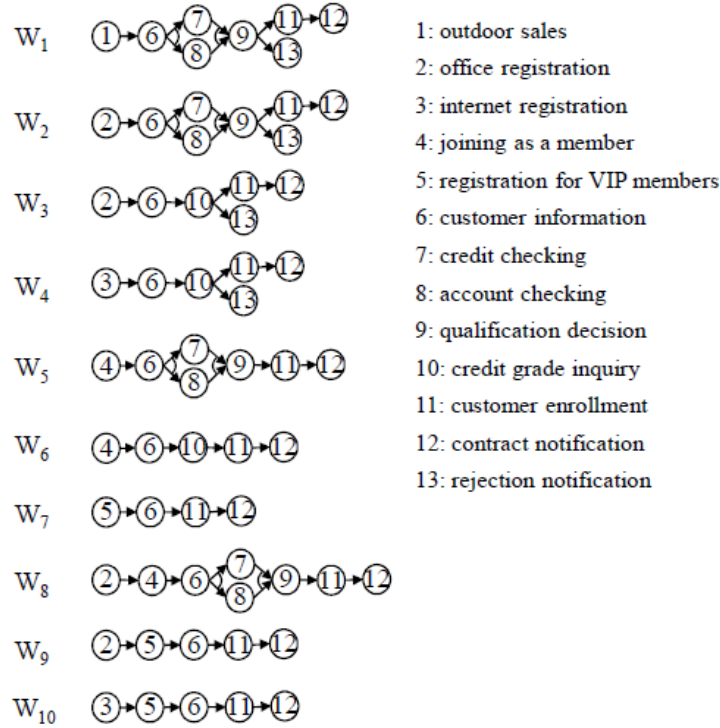 W1 1 6 7 8 9 11 12 13
W2 2 6 7 8 9 11 12 13
W3 2 6 10 11 12 13
W4 3 6 10 11 12 13
W5 4 6 7 8 9 11 12
W6 4 6 10 11 12
W7 5 6 11 12
W8 2 4 6 7 8 9 11 12
W9 2 5 6 11 12
W10 3 5 6 11 12
1: outdoor sales
2: office registration
3: internet registration
4: joining as a member
5: registration for VIP members
6: customer information
7: credit checking
8: account checking
9: qualification decision
10: credit grade inquiry
11: customer enrollment
12: contract notification
13: rejection notification